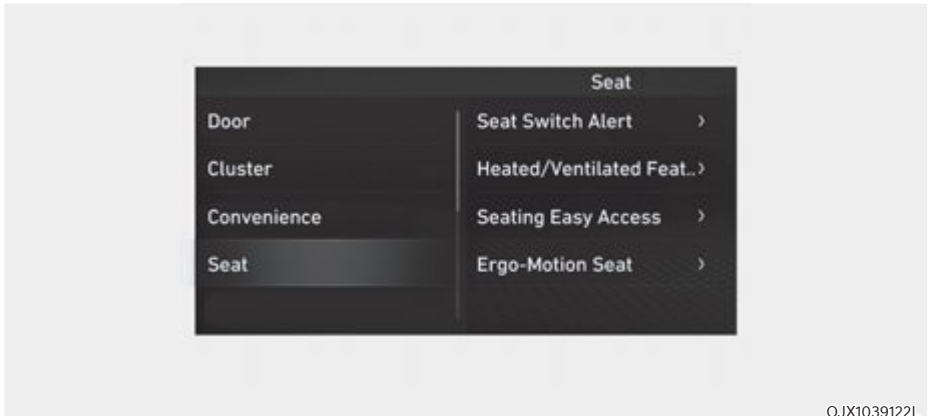 Seat
Door
Cluster
Convenience
Seat
Seat Switch Alert
Heated/Ventilated Feat..
Seating Easy Access
Ergo-Motion Seat
OJX1039122L